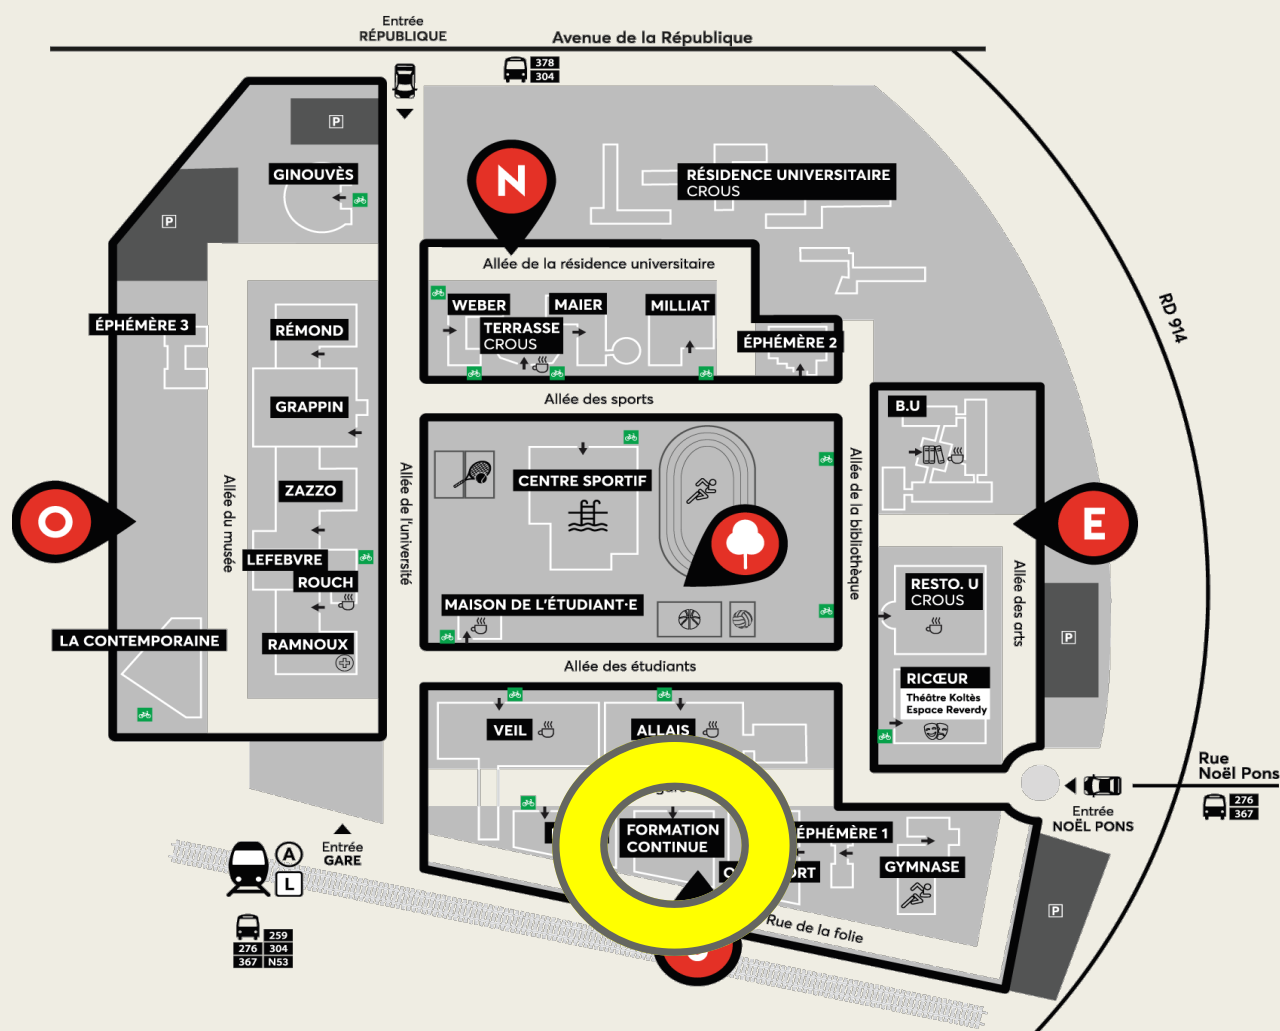 Entrée
RÉPUBLIQUE
Avenue de la République
378
304
P
GINOUVÈS
N
RÉSIDENCE UNIVERSITAIRE
CROUS
P
Allée de la résidence universitaire
RD 914
WEBER
MAIER
MILLIAT
ÉPHÉMÈRE 3
RÉMOND
TERRASSE
CROUS
ÉPHÉMÈRE 2
Allée des sports
GRAPPIN
B.U
Allée du musée
Allée de l'université
Allée de la bibliothèque
ZAZZO
CENTRE SPORTIF
O
E
LEFEBVRE
ROUCH
Allée des arts
RESTO. U
CROUS
MAISON DE L'ÉTUDIANT·E
LA CONTEMPORAINE
RAMNOUX
P
Allée des étudiants
RICŒUR
Théâtre Koltès
Espace Reverdy
VEIL
ALLAIS
Rue
Noël Pons
276
367
Entrée
NOËL PONS
FORMATION
CONTINUE
ÉPHÉMÈRE 1
GYMNASE
Entrée
GARE
A
L
P
Rue de la folie
259
276 304
367 N53